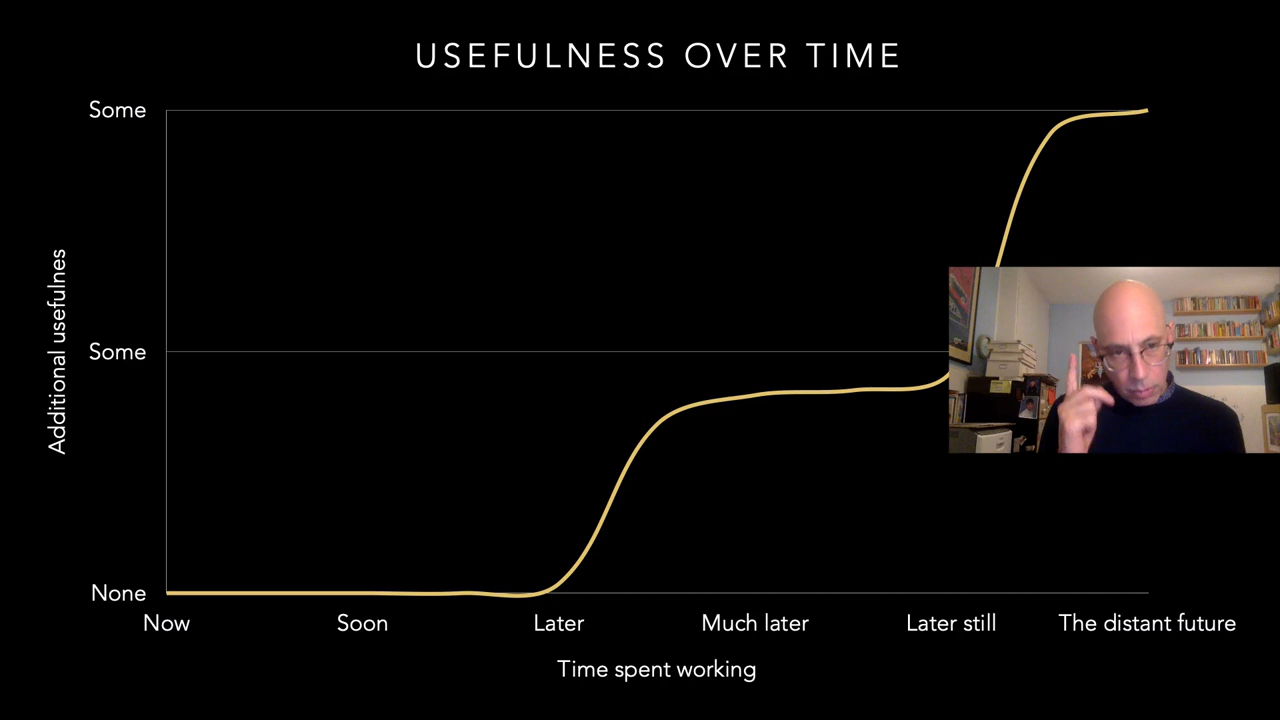 USEFULNESS OVER TIME
Some
Some
None
Additional usefulnes
Now
Soon
Later
Much later
Later still
The distant future
Time spent working